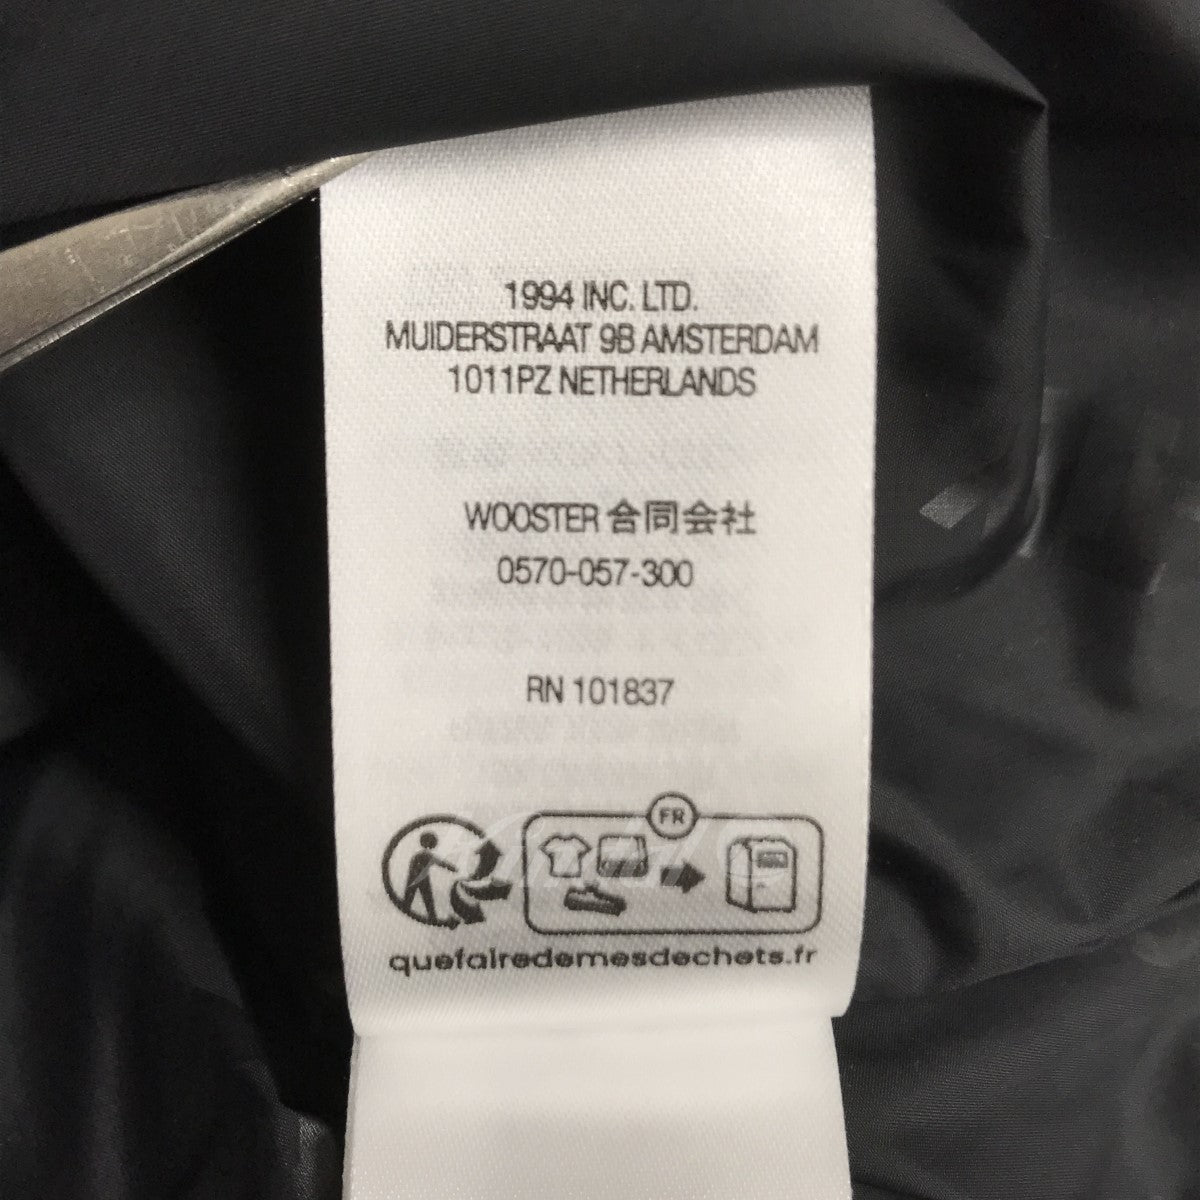 1994 INC. LTD.
MUIDERSTRAAT 9B AMSTERDAM
1011PZ NETHERLANDS
WOOSTER 合同会社
0570-057-300
RN 101837
FR
quefairedemesdechets.fr